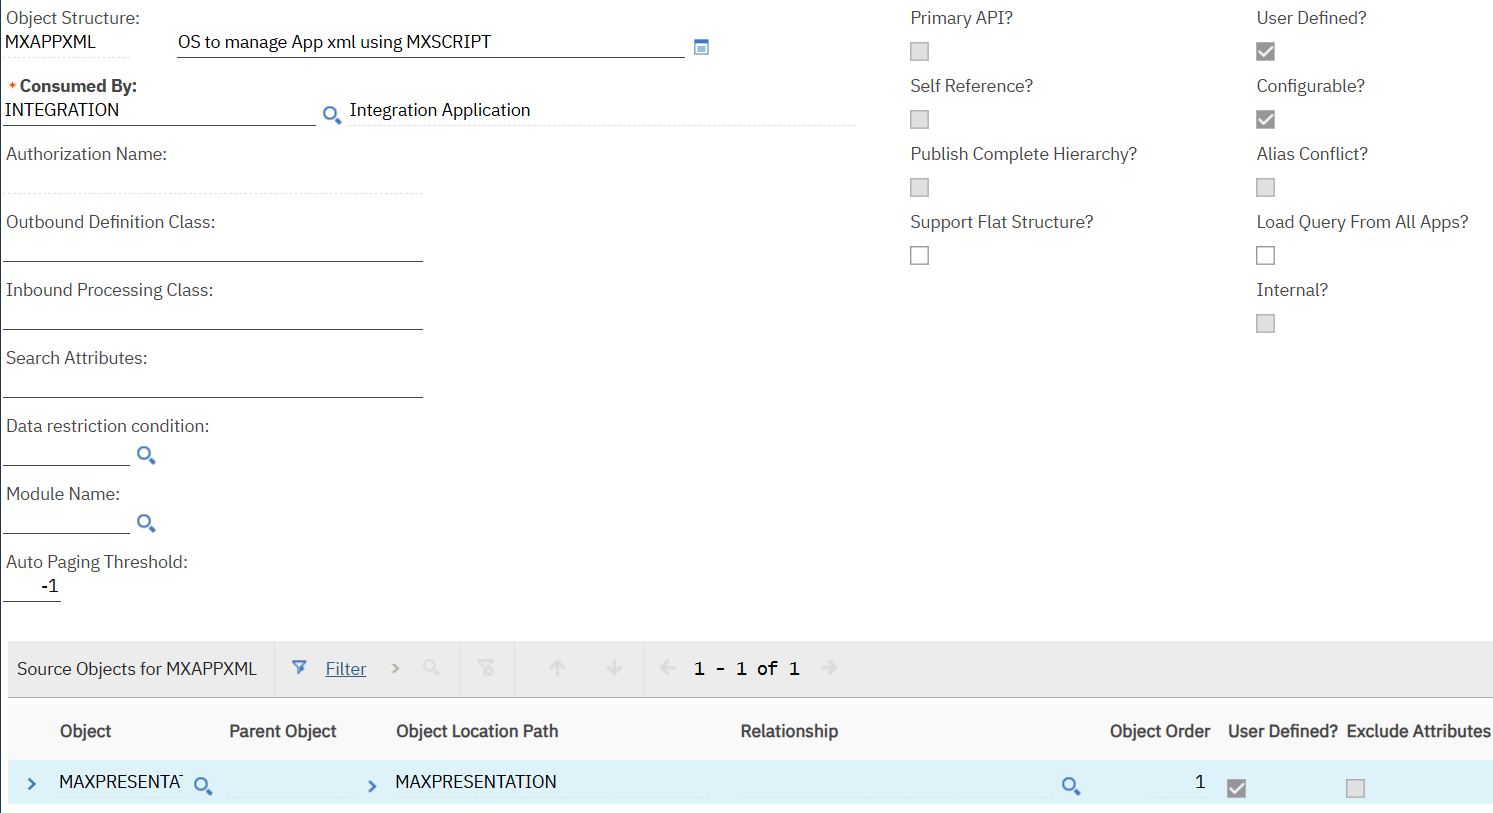 Object Structure:
MXAPPXML
OS to manage App xml using MXSCRIPT
Primary API?
User Defined?
Consumed By:
INTEGRATION
Integration Application
Self Reference?
Configurable?
Authorization Name:
Publish Complete Hierarchy?
Alias Conflict?
Outbound Definition Class:
Support Flat Structure?
Load Query From All Apps?
Inbound Processing Class:
Internal?
Search Attributes:
Data restriction condition:
Module Name:
Auto Paging Threshold:
-1
Source Objects for MXAPPXML
Filter
1 - 1 of 1
Object
Parent Object
Object Location Path
Relationship
Object Order
User Defined?
Exclude Attributes
MAXPRESENTAT
MAXPRESENTATION
1